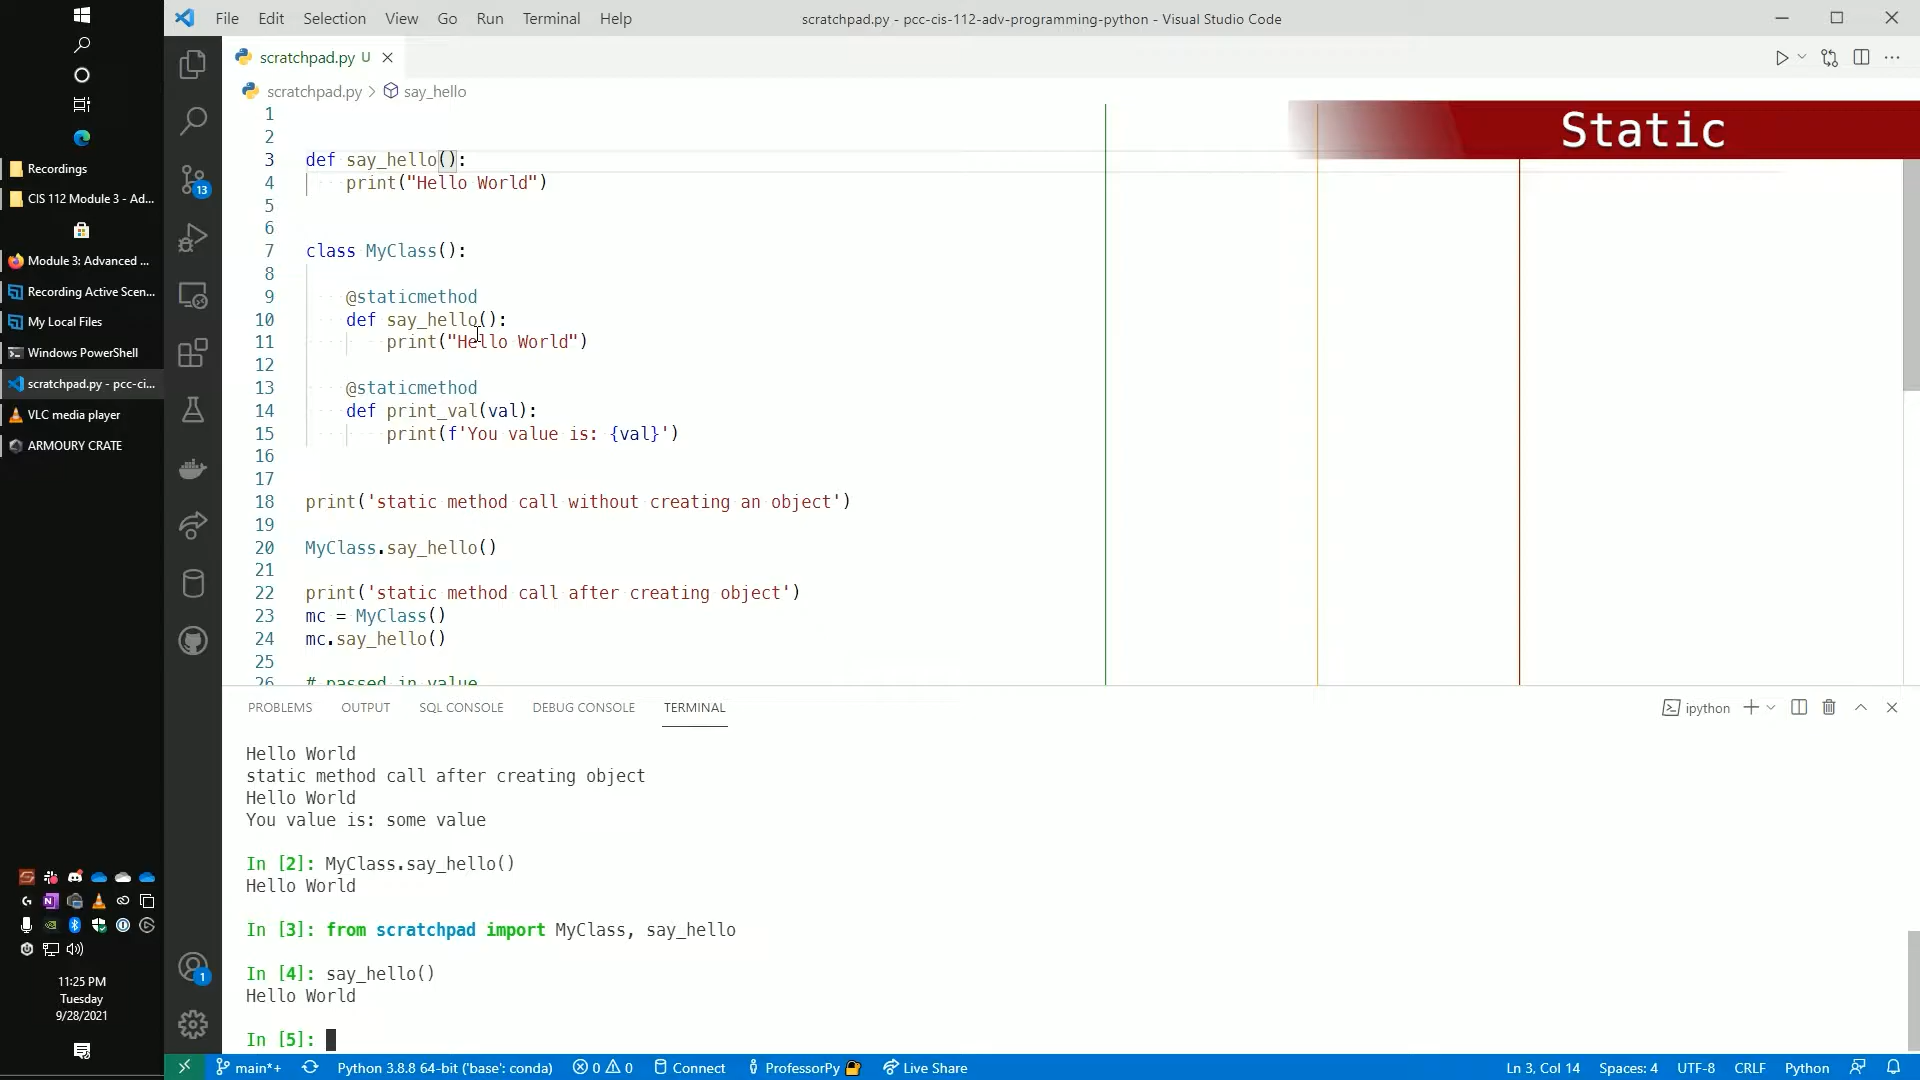 File Edit Selection View Go Run Terminal Help
scratchpad.py - pcc-cis-112-adv-programming-python - Visual Studio Code
scratchpad.py U
scratchpad.py > say_hello
Static
1
2
3 def say_hello():
4 print("Hello World")
5
6
7 class MyClass():
8
9 @staticmethod
10 def say_hello():
11 print("Hello World")
12
13 @staticmethod
14 def print_val(val):
15 print(f'You value is: {val}')
16
17
18 print('static method call without creating an object')
19
20 MyClass.say_hello()
21
22 print('static method call after creating object')
23 mc = MyClass()
24 mc.say_hello()
25
26 # passed in value
PROBLEMS OUTPUT SQL CONSOLE DEBUG CONSOLE TERMINAL
ipython
Hello World
static method call after creating object
Hello World
You value is: some value
In [2]: MyClass.say_hello()
Hello World
In [3]: from scratchpad import MyClass, say_hello
In [4]: say_hello()
Hello World
In [5]:
main*+ Python 3.8.8 64-bit ('base': conda) 0 0 Connect ProfessorPy Live Share
Ln 3, Col 14 Spaces: 4 UTF-8 CRLF Python
Recordings
CIS 112 Module 3 - Ad...
Module 3: Advanced ...
Recording Active Scen...
My Local Files
Windows PowerShell
scratchpad.py - pcc-ci...
VLC media player
ARMOURY CRATE
11:25 PM
Tuesday
9/28/2021
13
1